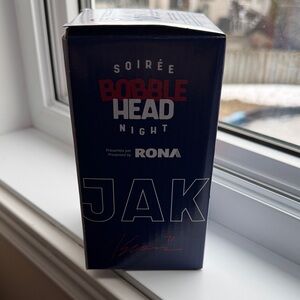 SOIRÉE
BOBBLE
HEAD
NIGHT
Présentée par
Presented by
RONA
JAK